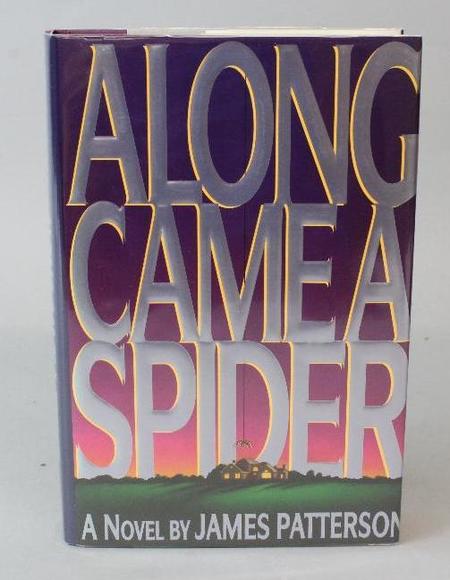 ALONG
CAME A
SPIDER
A NOVEL BY JAMES PATTERSON